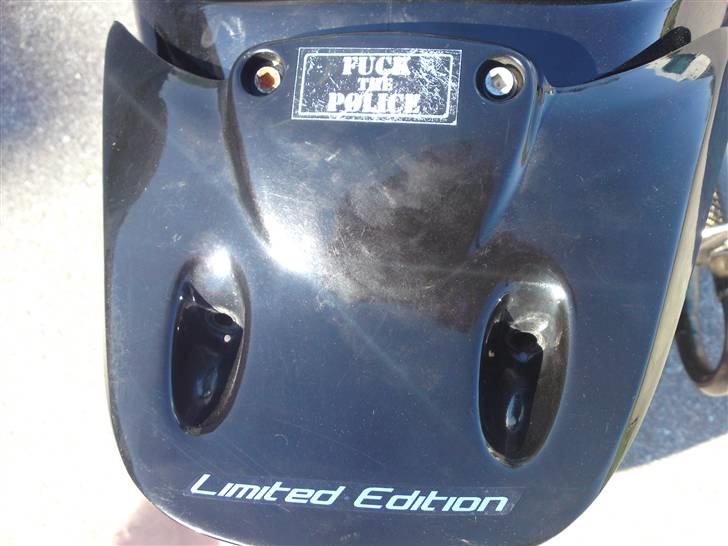 FUCK
THE
POLICE
Limited Edition